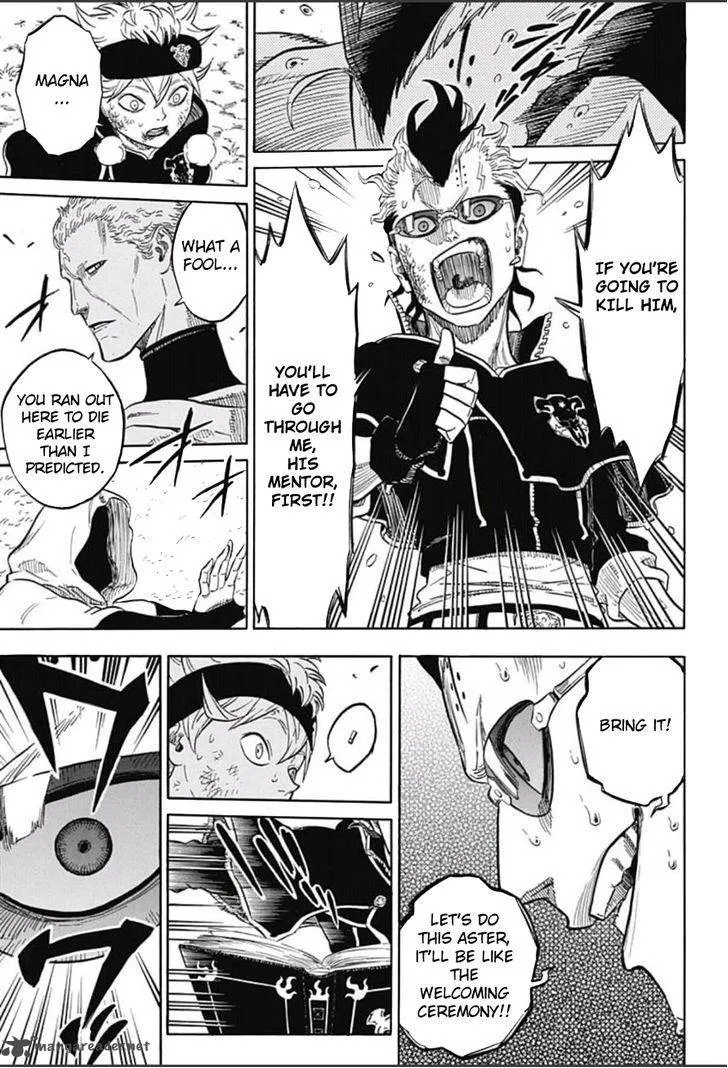 IF YOU'RE
GOING TO
KILL HIM,
YOU'LL
HAVE TO
GO
THROUGH
ME,
HIS
MENTOR,
FIRST!!
MAGNA
...
WHAT A
FOOL...
YOU RAN OUT
HERE TO DIE
EARLIER
THAN I
PREDICTED.
BRING IT!
LET'S DO
THIS ASTER,
IT'LL BE LIKE
THE
WELCOMING
CEREMONY!!
!
mangareader.net